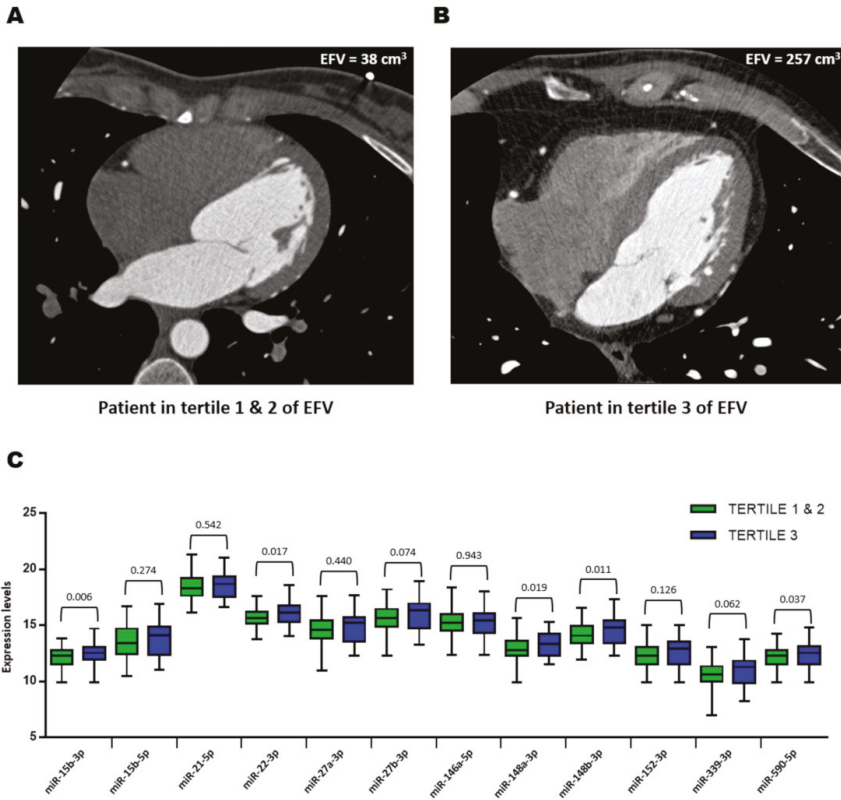 A
B
EFV = 38 cm³
EFV = 257 cm³
Patient in tertile 1 & 2 of EFV
Patient in tertile 3 of EFV
C
Expression levels
25
20
15
10
5
TERTILE 1 & 2
TERTILE 3
0.006
0.274
0.542
0.017
0.440
0.074
0.943
0.019
0.011
0.126
0.062
0.037
miR-15b-3p
miR-15b-5p
miR-21-5p
miR-22-3p
miR-27a-3p
miR-27b-3p
miR-146a-5p
miR-148a-3p
miR-148b-3p
miR-152-3p
miR-339-3p
miR-590-5p